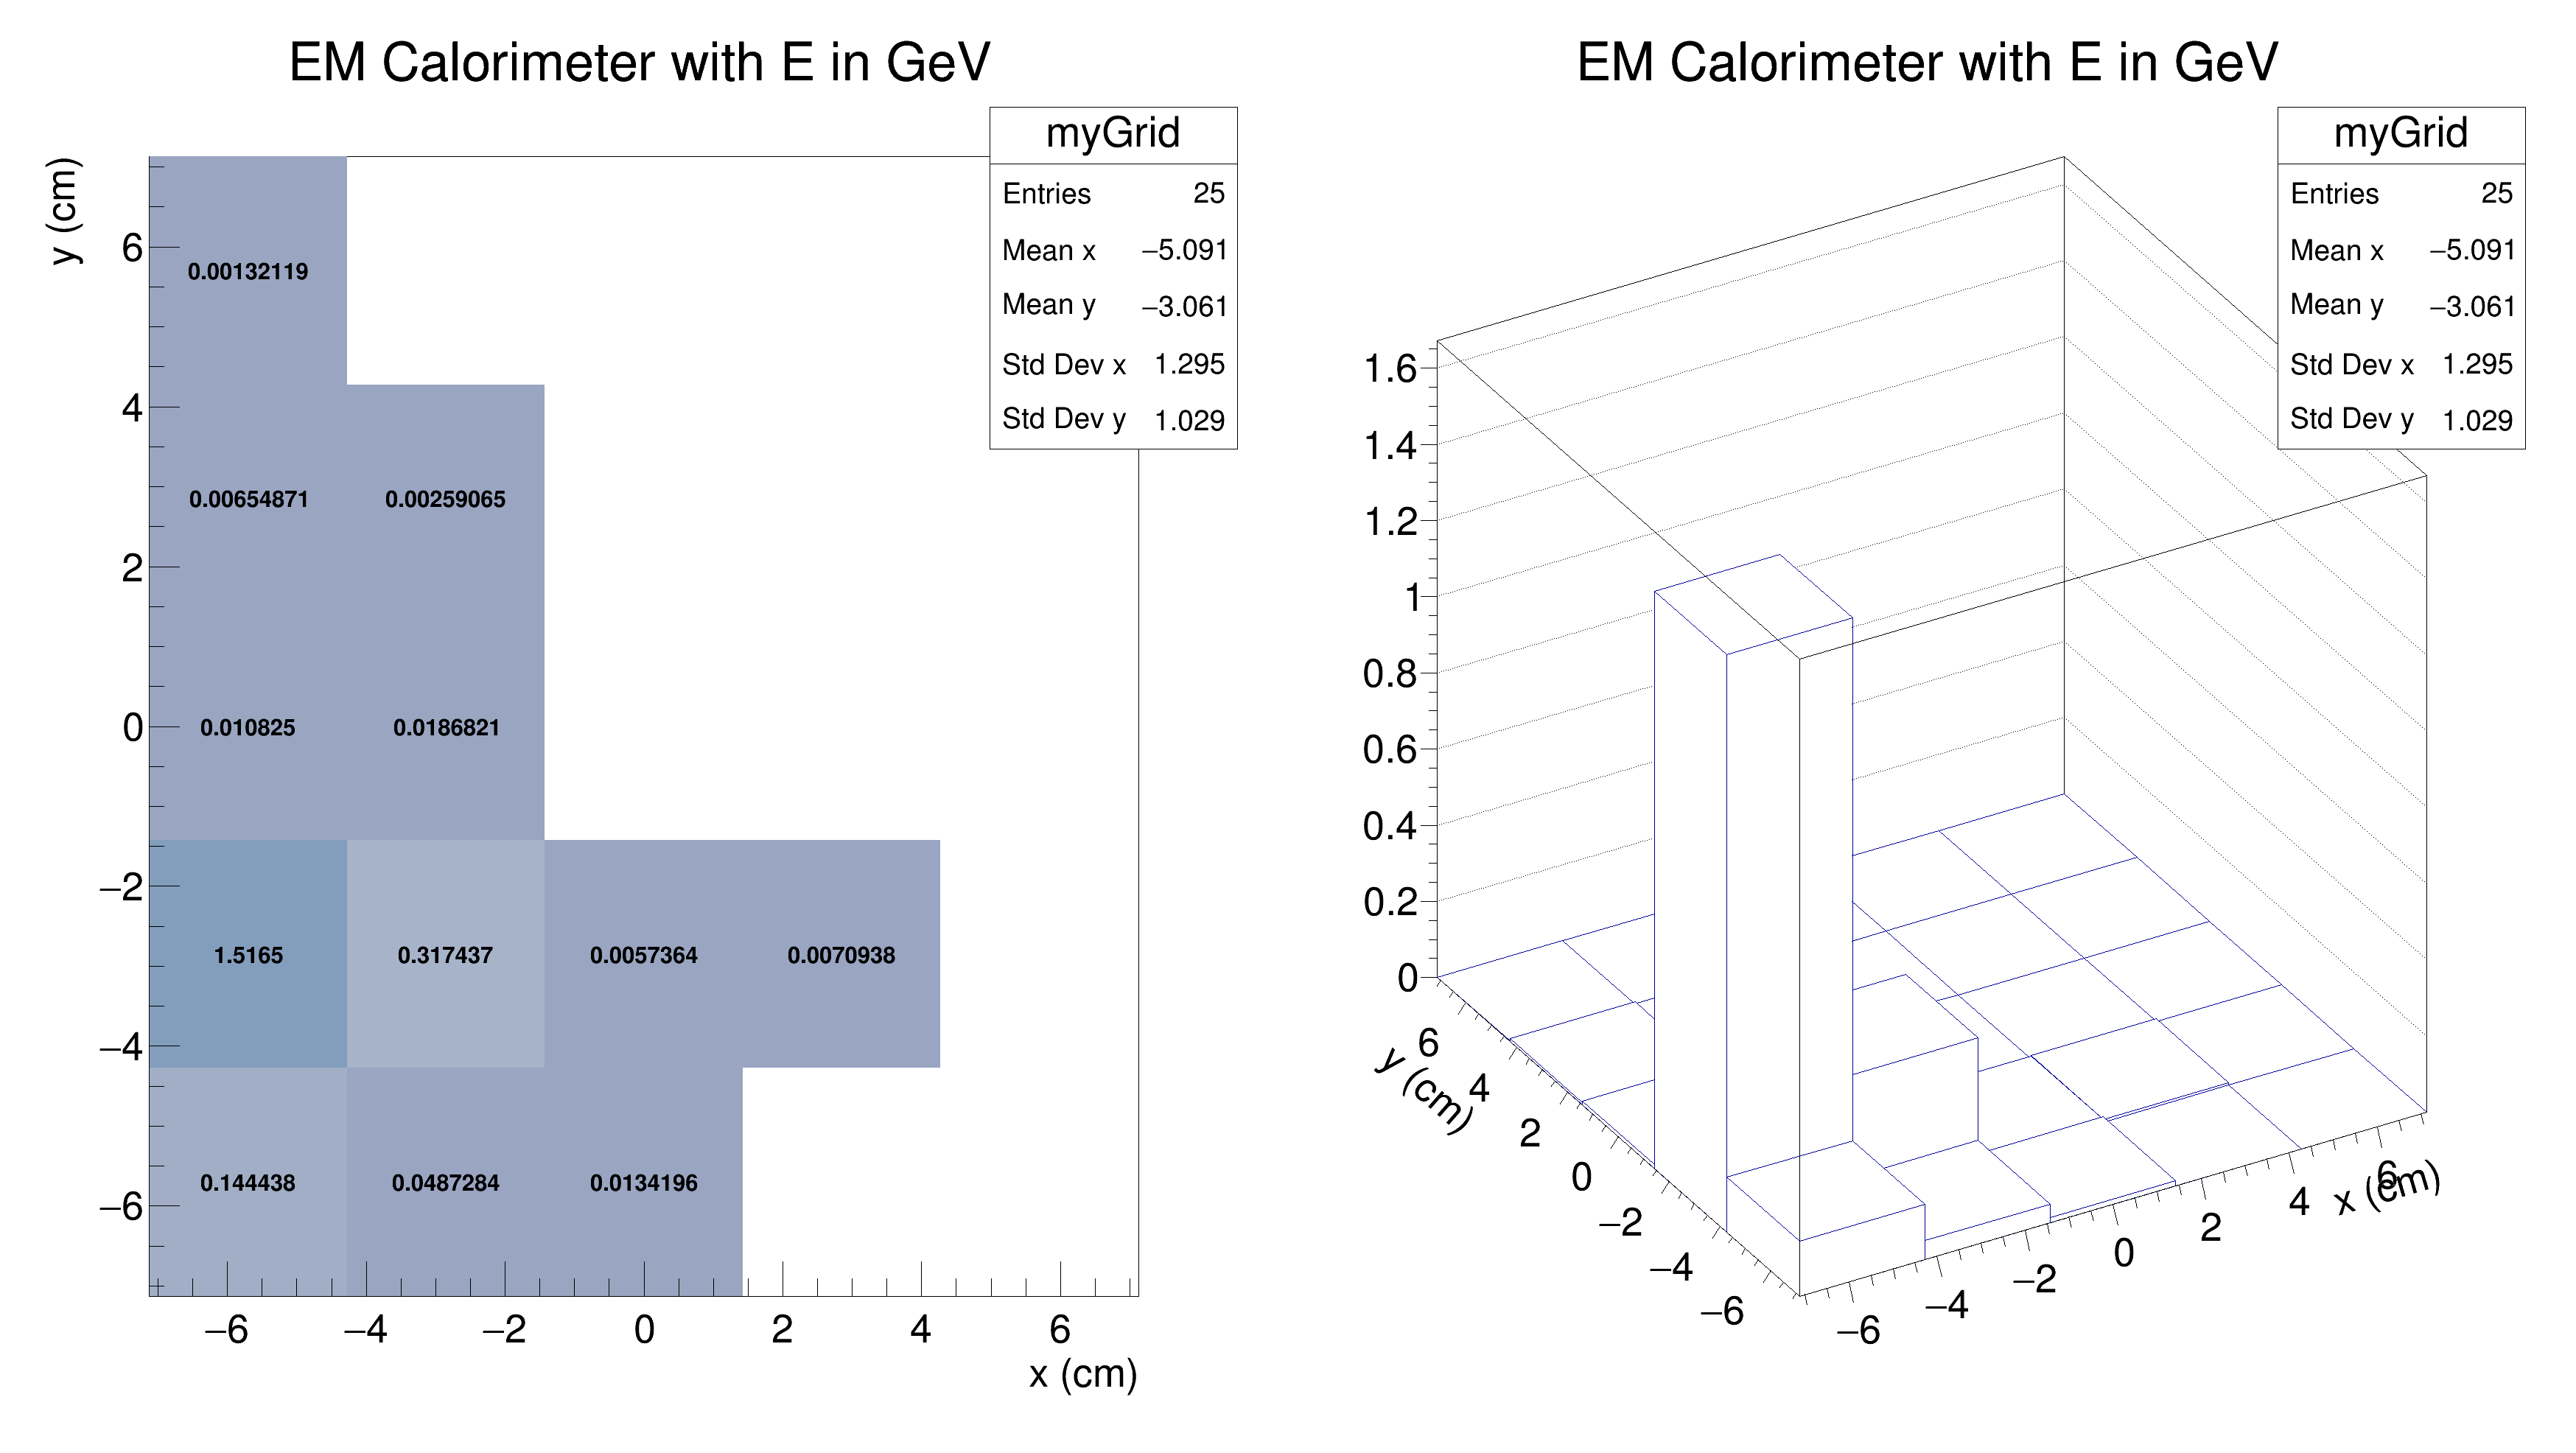 EM Calorimeter with E in GeV
myGrid
Entries 25
Mean x −5.091
Mean y −3.061
Std Dev x 1.295
Std Dev y 1.029
y (cm)
6
4
2
0
−2
−4
−6
0.00132119
0.00654871 0.00259065
0.010825 0.0186821
1.5165 0.317437 0.0057364 0.0070938
0.144438 0.0487284 0.0134196
−6 −4 −2 0 2 4 6
x (cm)
EM Calorimeter with E in GeV
myGrid
Entries 25
Mean x −5.091
Mean y −3.061
Std Dev x 1.295
Std Dev y 1.029
1.6
1.4
1.2
1
0.8
0.6
0.4
0.2
0
y (cm)
6
4
2
0
−2
−4
−6
−6 −4 −2 0 2 4 6
x (cm)